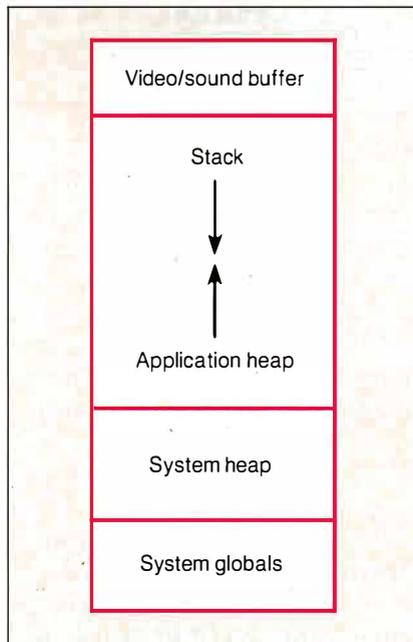 Video/sound buffer
Stack
Application heap
System heap
System globals